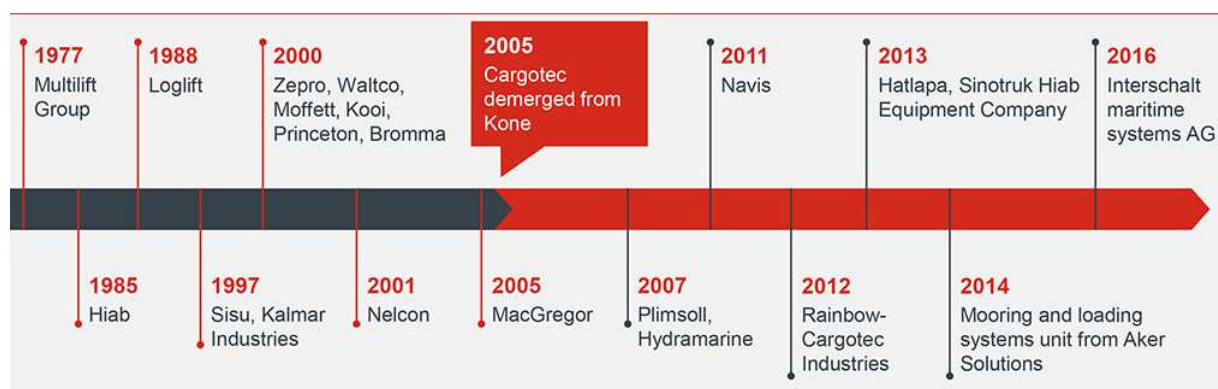 1977
Multilift
Group
1988
Loglift
2000
Zepro, Waltco,
Moffett, Kooi,
Princeton, Bromma
2005
Cargotec
demerged from
Kone
2011
Navis
2013
Hatlapa, Sinotruk Hiab
Equipment Company
2016
Interschalt
maritime
systems AG
1985
Hiab
1997
Sisu, Kalmar
Industries
2001
Nelcon
2005
MacGregor
2007
Plimsoll,
Hydramarine
2012
Rainbow-
Cargotec
Industries
2014
Mooring and loading
systems unit from Aker
Solutions